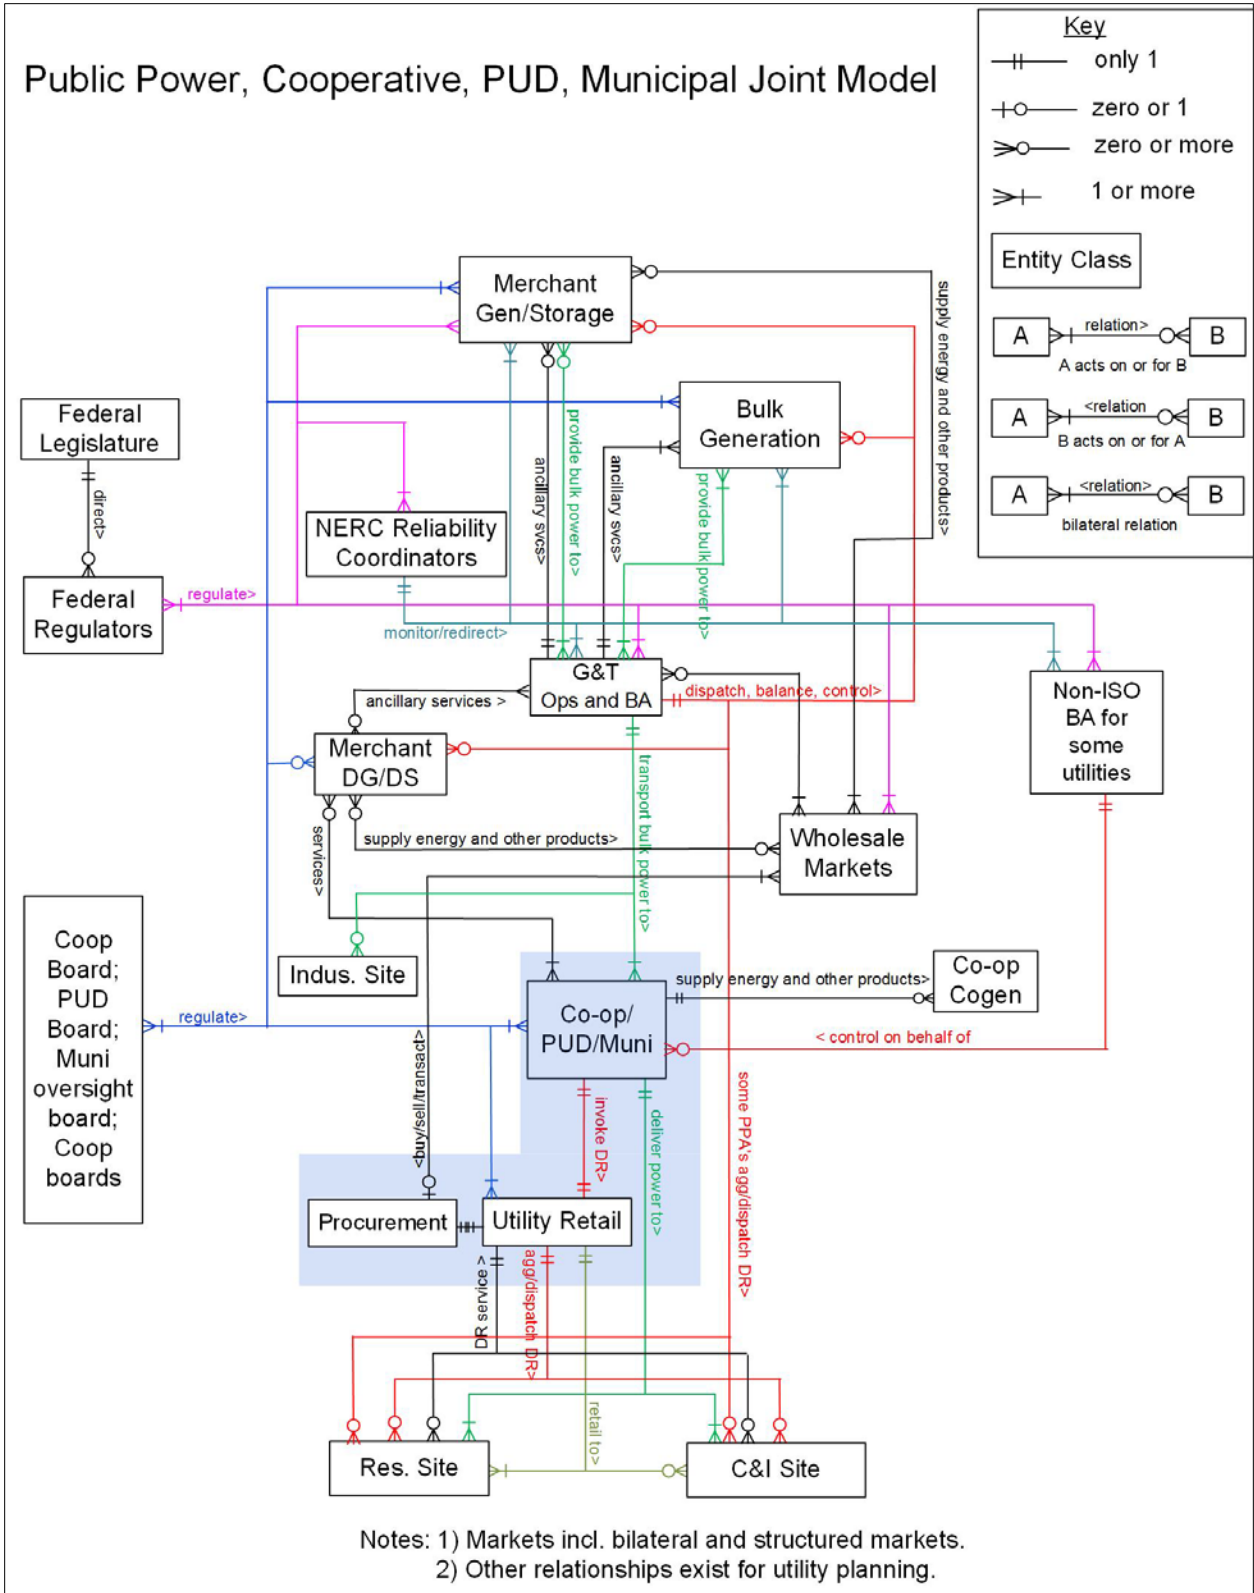 Public Power, Cooperative, PUD, Municipal Joint Model
Key
only 1
zero or 1
zero or more
1 or more
Entity Class
A
relation>
B
A acts on or for B
A
<relation
B
B acts on or for A
A
<relation>
B
bilateral relation
Merchant
Gen/Storage
supply energy and other products>
Bulk
Generation
Federal
Legislature
direct>
NERC Reliability
Coordinators
ancillary svcs>
provide bulk power to>
ancillary svcs>
provide bulk power to>
Federal
Regulators
regulate>
monitor/redirect>
G&T
Ops and BA
dispatch, balance, control>
Non-ISO
BA for
some
utilities
ancillary services >
Merchant
DG/DS
transport bulk power to>
services>
supply energy and other products>
Wholesale
Markets
Coop
Board;
PUD
Board;
Muni
oversight
board;
Coop
boards
Indus. Site
supply energy and other products>
Co-op
Cogen
regulate>
Co-op/
PUD/Muni
< control on behalf of
<buy/sell/transact>
invoke DR>
deliver power to>
some PPA's agg/dispatch DR>
Procurement
Utility Retail
DR service >
agg/dispatch DR>
retail to>
Res. Site
C&I Site
Notes: 1) Markets incl. bilateral and structured markets.
2) Other relationships exist for utility planning.